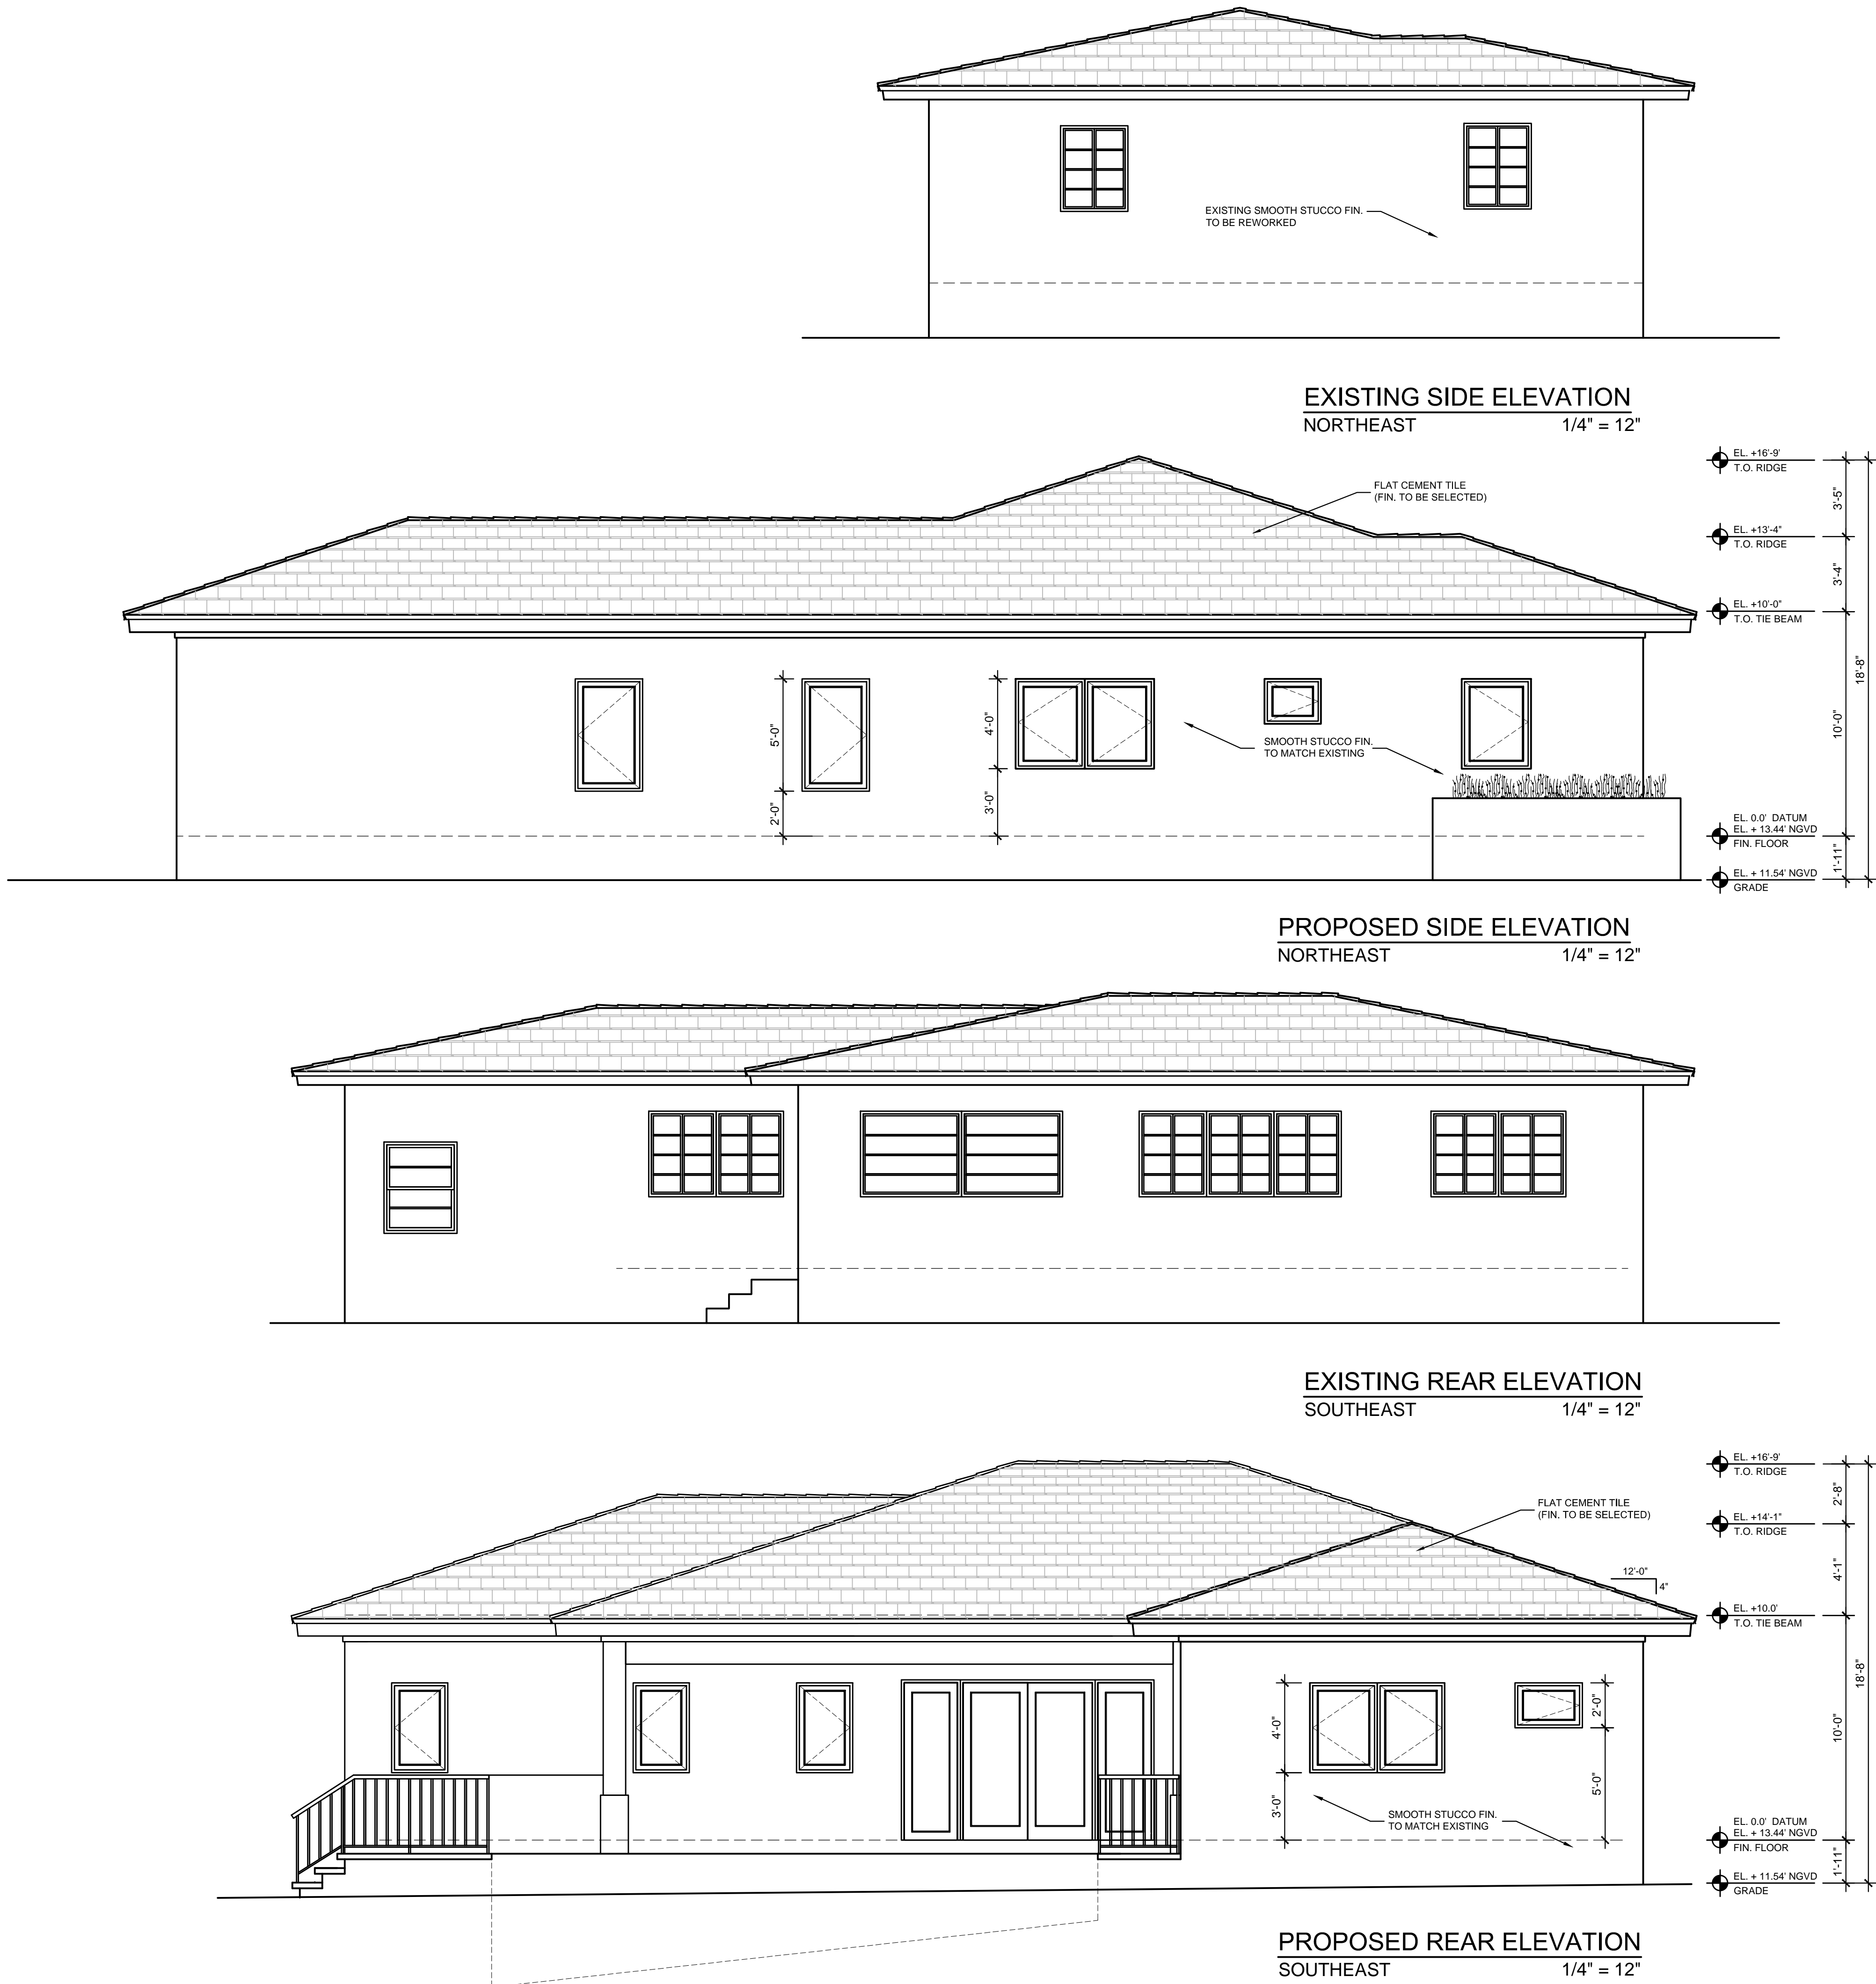 EXISTING SMOOTH STUCCO FIN.
TO BE REWORKED
EXISTING SIDE ELEVATION
NORTHEAST 1/4" = 12"
EL. +16'-9'
T.O. RIDGE
FLAT CEMENT TILE
(FIN. TO BE SELECTED)
3'-5"
EL. +13'-4"
T.O. RIDGE
3'-4"
EL. +10'-0"
T.O. TIE BEAM
18'-8"
5'-0"
4'-0"
10'-0"
SMOOTH STUCCO FIN.
TO MATCH EXISTING
2'-0"
3'-0"
EL. 0.0' DATUM
EL. + 13.44' NGVD
FIN. FLOOR
1'-11"
EL. + 11.54' NGVD
GRADE
PROPOSED SIDE ELEVATION
NORTHEAST 1/4" = 12"
EXISTING REAR ELEVATION
SOUTHEAST 1/4" = 12"
EL. +16'-9'
T.O. RIDGE
2'-8"
FLAT CEMENT TILE
(FIN. TO BE SELECTED)
EL. +14'-1"
T.O. RIDGE
4'-1"
12'-0"
4"
EL. +10.0'
T.O. TIE BEAM
18'-8"
2'-0"
4'-0"
10'-0"
5'-0"
3'-0"
SMOOTH STUCCO FIN.
TO MATCH EXISTING
EL. 0.0' DATUM
EL. + 13.44' NGVD
FIN. FLOOR
1'-11"
EL. + 11.54' NGVD
GRADE
PROPOSED REAR ELEVATION
SOUTHEAST 1/4" = 12"